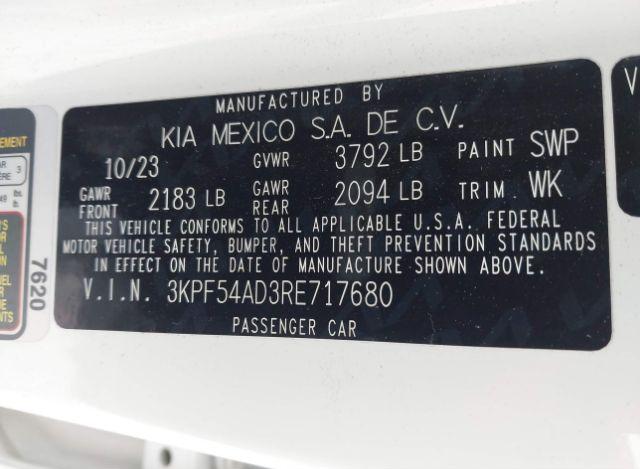 MANUFACTURED BY
KIA MEXICO S.A. DE C.V.
10/23 GVWR 3792 LB PAINT SWP
GAWR FRONT 2183 LB GAWR REAR 2094 LB TRIM WK
THIS VEHICLE CONFORMS TO ALL APPLICABLE U.S.A. FEDERAL
MOTOR VEHICLE SAFETY, BUMPER, AND THEFT PREVENTION STANDARDS
IN EFFECT ON THE DATE OF MANUFACTURE SHOWN ABOVE.
V.I.N. 3KPF54AD3RE717680
PASSENGER CAR
7620
V
3